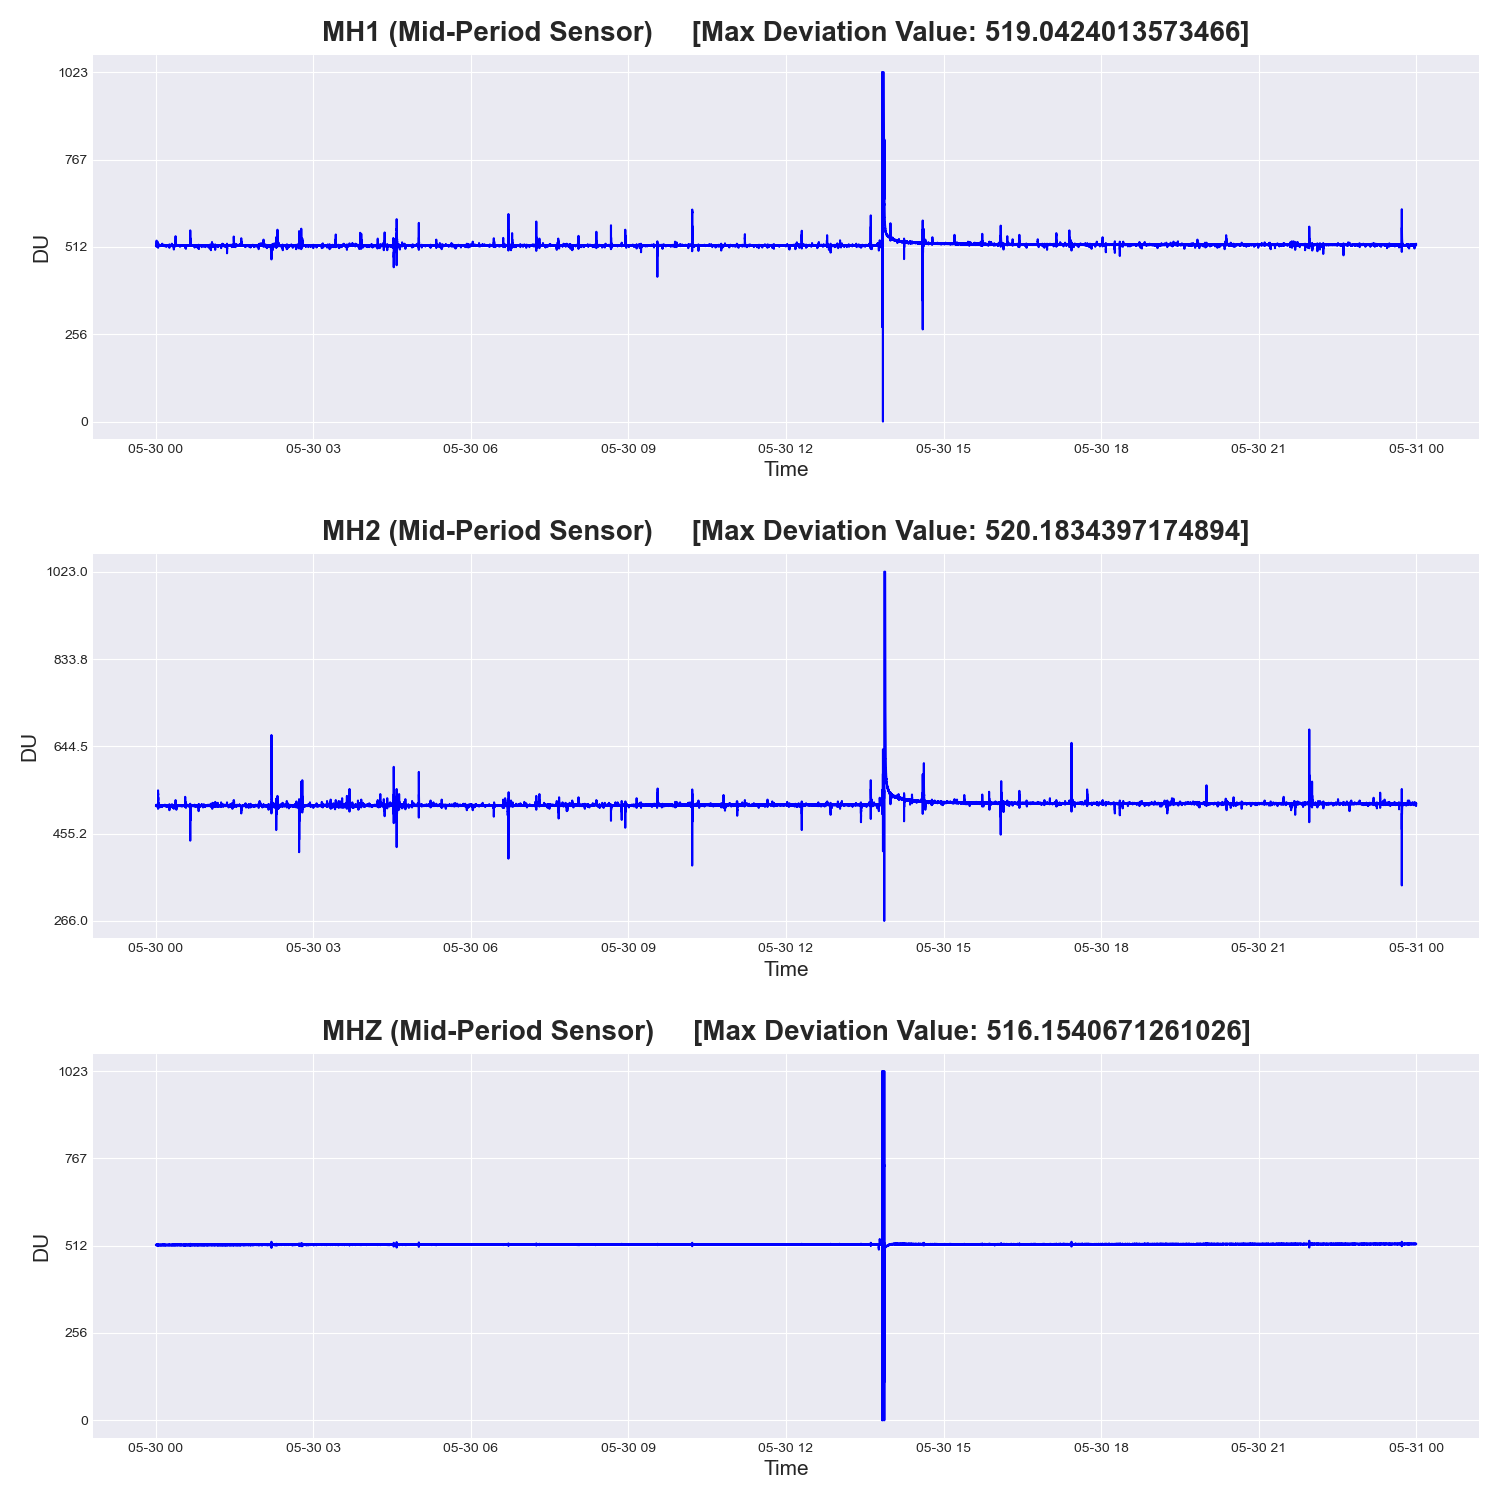 MH1 (Mid-Period Sensor) [Max Deviation Value: 519.0424013573466]
1023
767
512
256
0
DU
05-30 00 05-30 03 05-30 06 05-30 09 05-30 12 05-30 15 05-30 18 05-30 21 05-31 00
Time
MH2 (Mid-Period Sensor) [Max Deviation Value: 520.1834397174894]
1023.0
833.8
644.5
455.2
266.0
DU
05-30 00 05-30 03 05-30 06 05-30 09 05-30 12 05-30 15 05-30 18 05-30 21 05-31 00
Time
MHZ (Mid-Period Sensor) [Max Deviation Value: 516.1540671261026]
1023
767
512
256
0
DU
05-30 00 05-30 03 05-30 06 05-30 09 05-30 12 05-30 15 05-30 18 05-30 21 05-31 00
Time